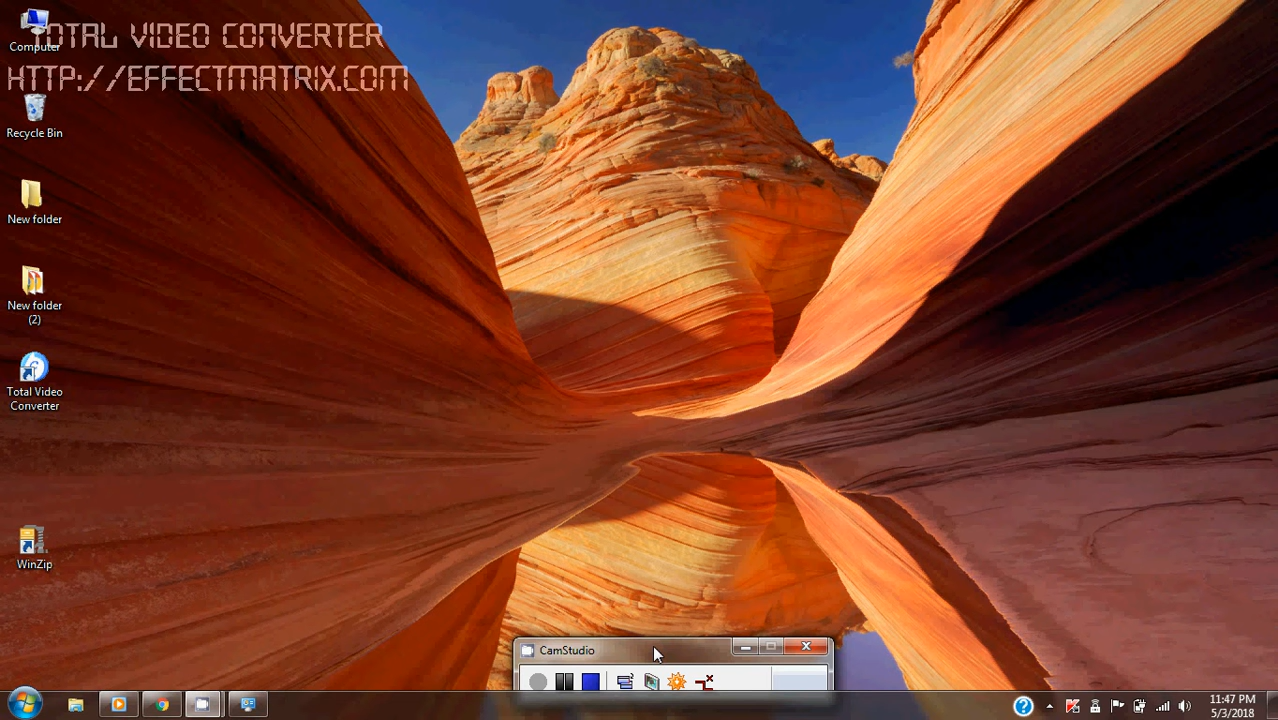 TOTAL VIDEO CONVERTER
HTTP://EFFECTMATRIX.COM
Computer
Recycle Bin
New folder
New folder
(2)
Total Video
Converter
WinZip
CamStudio
11:47 PM
5/3/2018